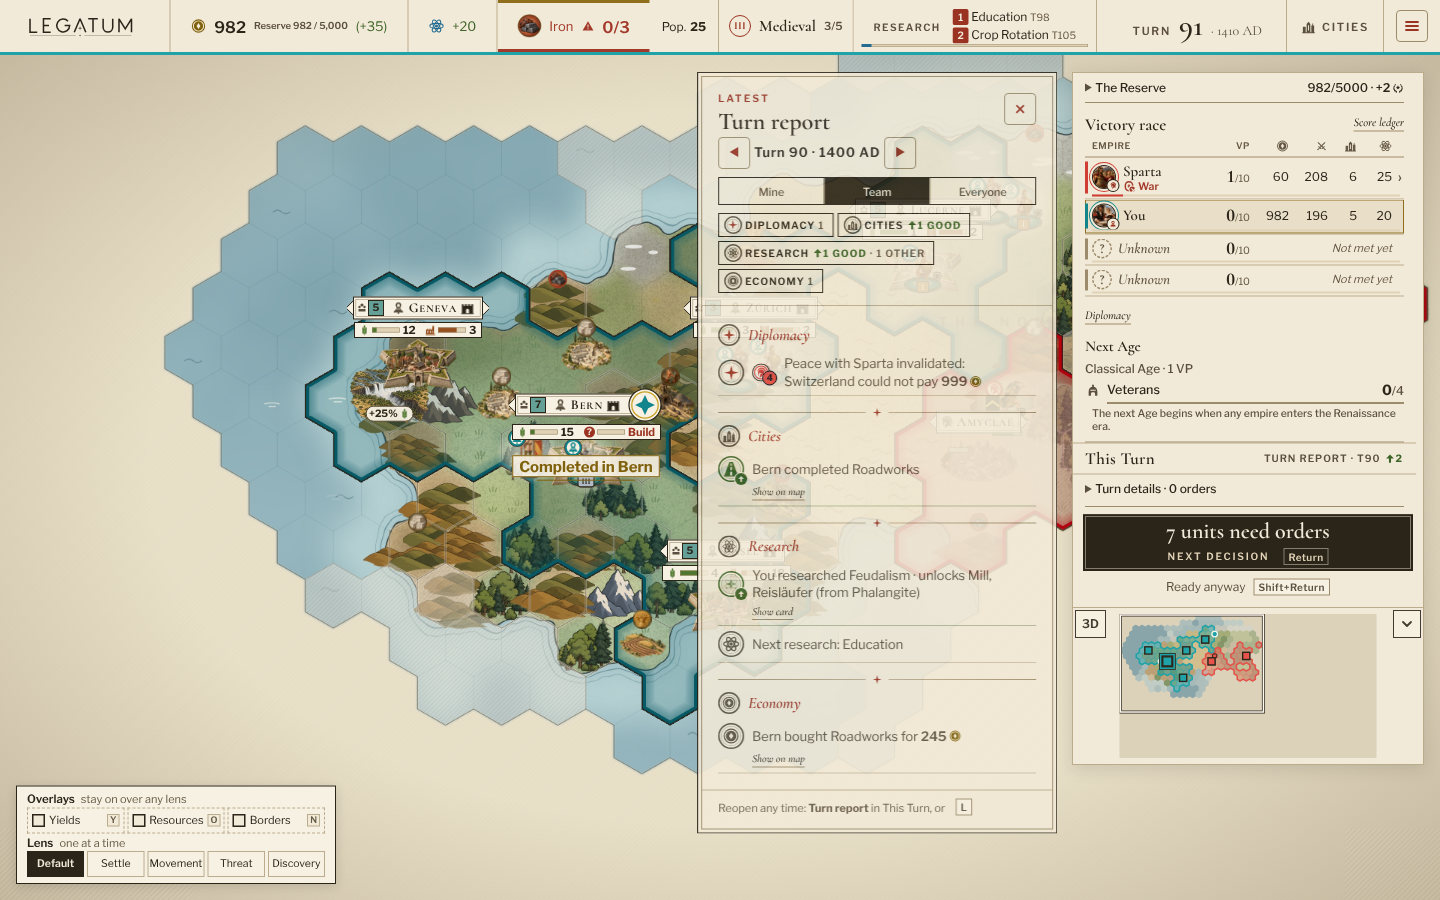 LEGATUM
982 Reserve 982 / 5,000 (+35)
+20
Iron 0/3
Pop. 25
III Medieval 3/5
RESEARCH
1 Education T98
2 Crop Rotation T105
TURN 91 · 1410 AD
CITIES
LATEST
Turn report
Turn 90 · 1400 AD
Mine Team Everyone
DIPLOMACY 1
CITIES 1 GOOD
RESEARCH 1 GOOD · 1 OTHER
ECONOMY 1
Diplomacy
4
Peace with Sparta invalidated:
Switzerland could not pay 999
Cities
Bern completed Roadworks
Show on map
Research
You researched Feudalism · unlocks Mill,
Reisläufer (from Phalangite)
Show card
Next research: Education
Economy
Bern bought Roadworks for 245
Show on map
Reopen any time: Turn report in This Turn, or L
5 GENEVA
12 3
+25%
7 BERN
15 ? Build
Completed in Bern
III
ZURICH
5
AMYCLAE
LUCERNE
The Reserve 982/5000 · +2
Victory race Score ledger
EMPIRE VP
Sparta 1/10 60 208 6 25 ›
War
You 0/10 982 196 5 20
? Unknown 0/10 Not met yet
? Unknown 0/10 Not met yet
Diplomacy
Next Age
Classical Age · 1 VP
Veterans 0/4
The next Age begins when any empire enters the Renaissance
era.
This Turn TURN REPORT · T90 2
Turn details · 0 orders
7 units need orders
NEXT DECISION Return
Ready anyway Shift+Return
3D
Overlays stay on over any lens
Yields Y Resources O Borders N
Lens one at a time
Default Settle Movement Threat Discovery